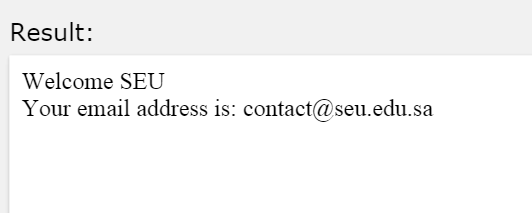 Result:
Welcome SEU
Your email address is: contact@seu.edu.sa